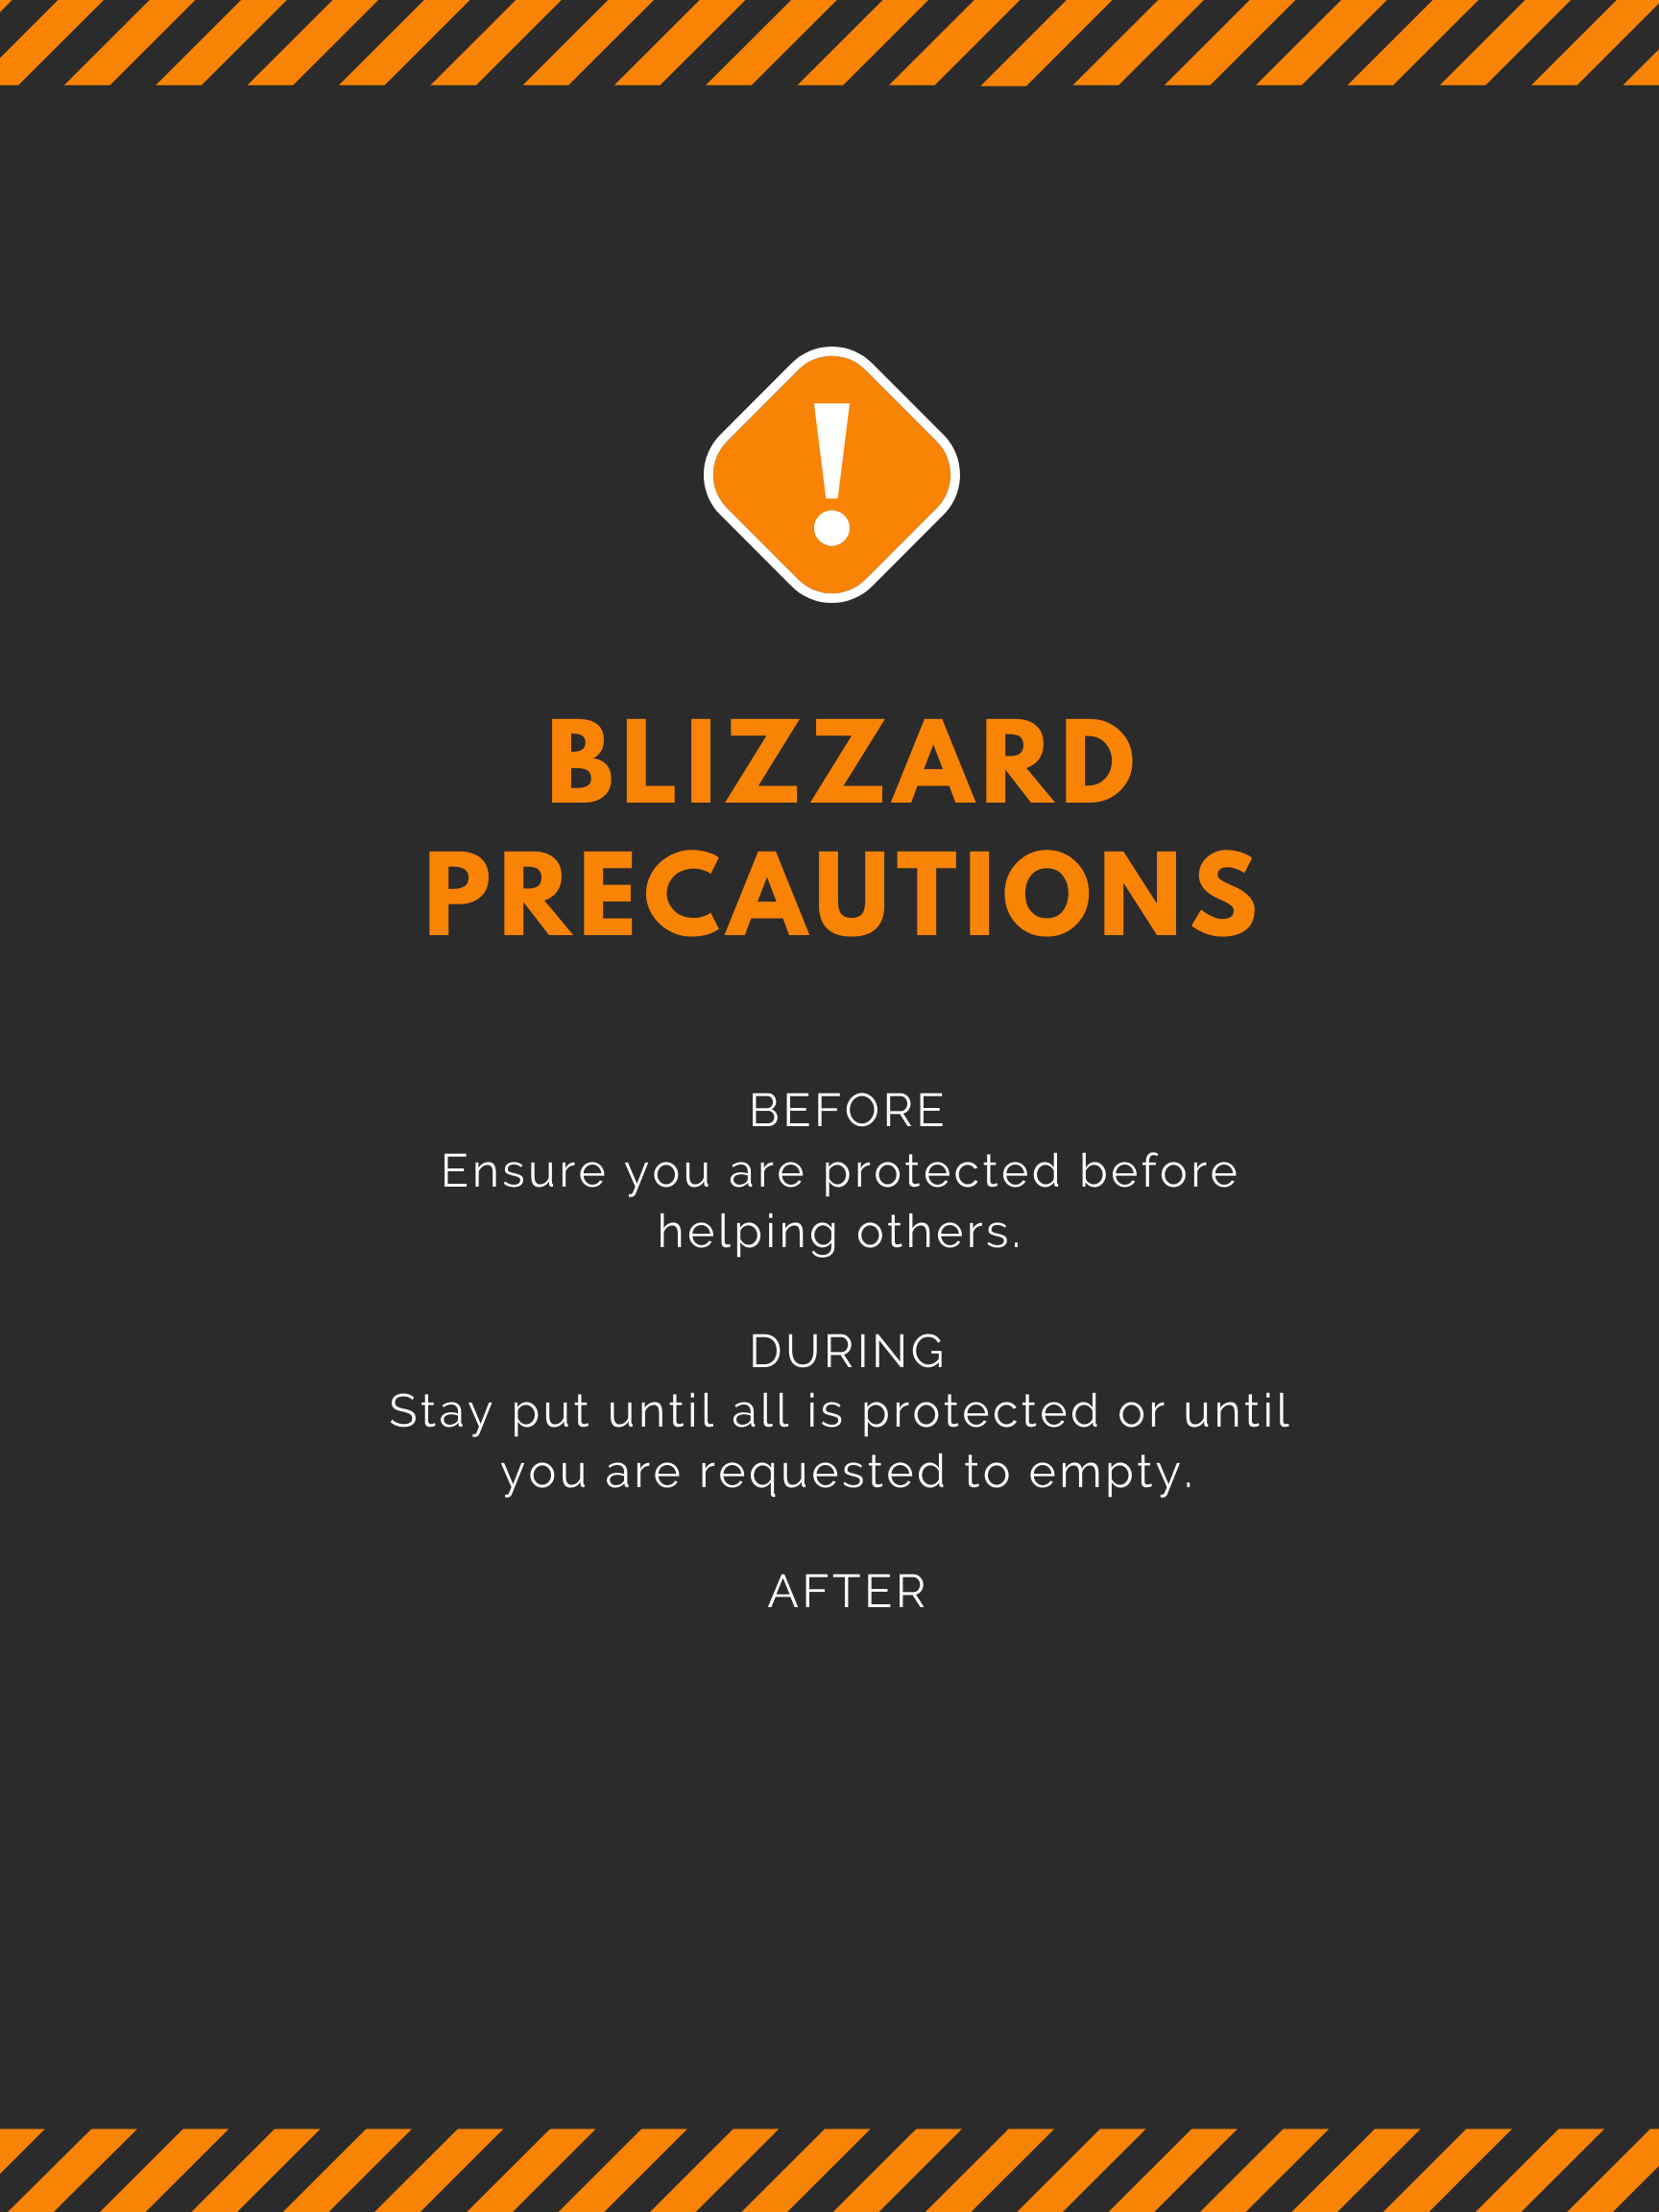 BLIZZARD
PRECAUTIONS
BEFORE
Ensure you are protected before
helping others.
DURING
Stay put until all is protected or until
you are requested to empty.
AFTER